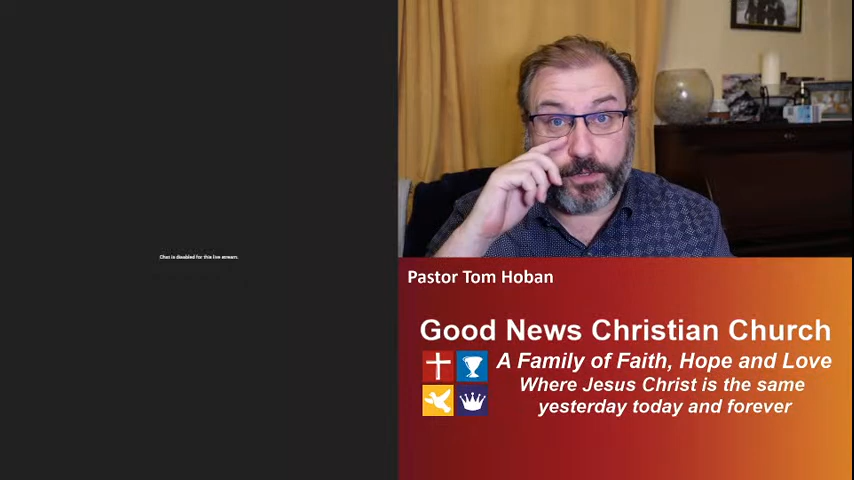 Chat is disabled for this live stream.
Pastor Tom Hoban
Good News Christian Church
A Family of Faith, Hope and Love
Where Jesus Christ is the same
yesterday today and forever